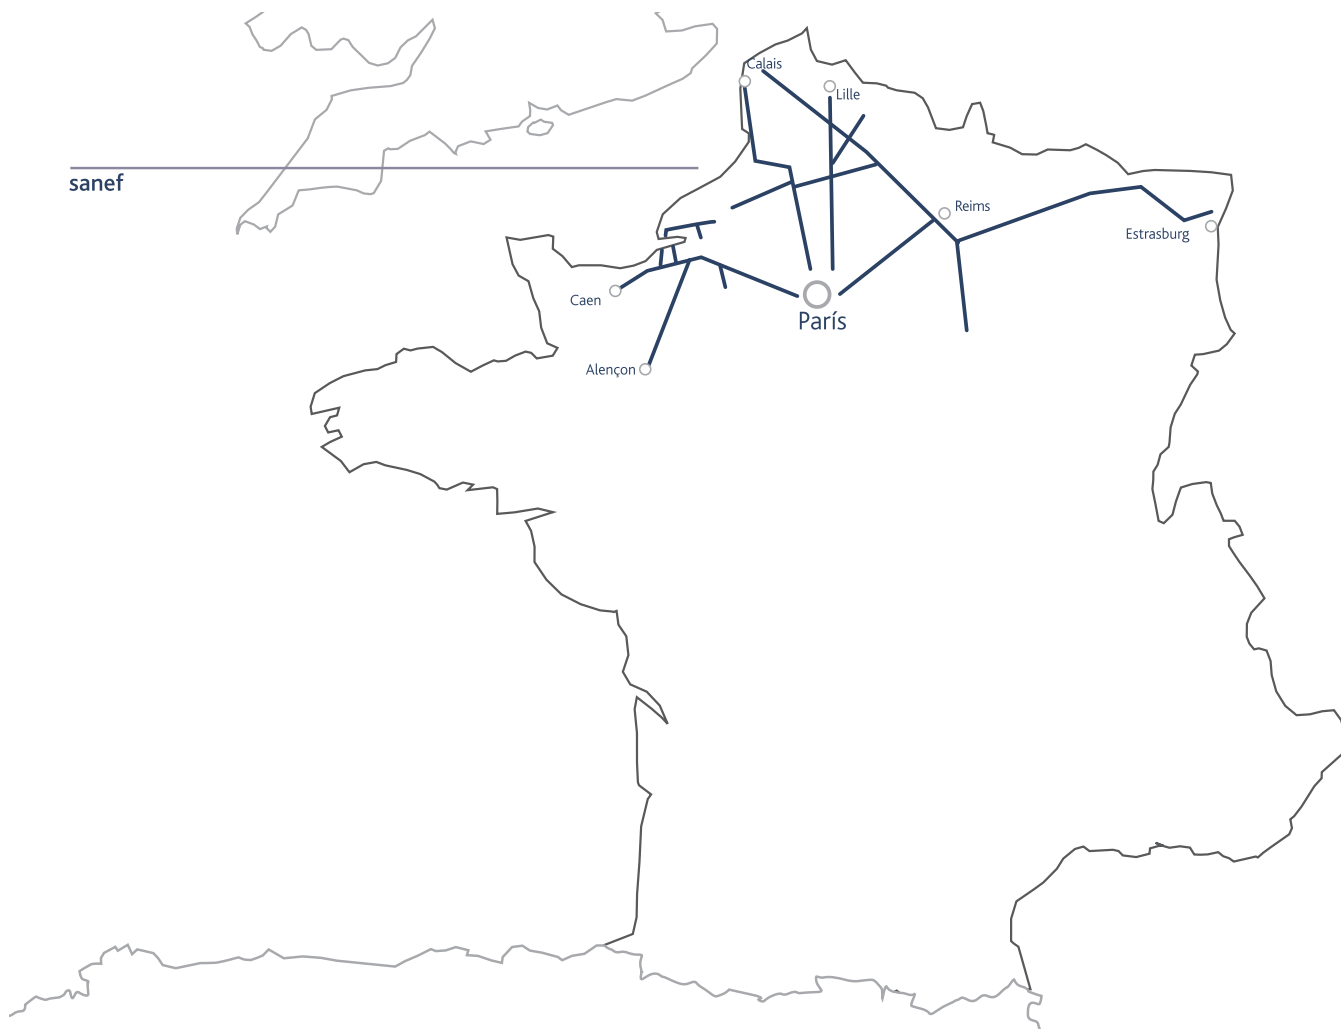 Calais
Lille
sanef
Reims
Estrasburg
Caen
París
Alençon